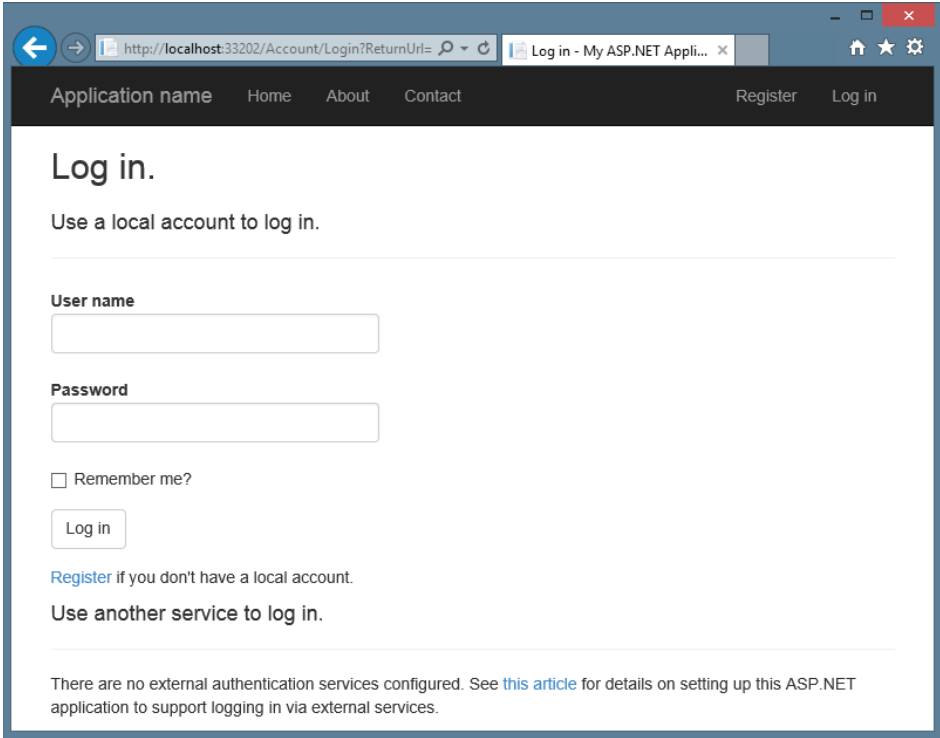 http://localhost:33202/Account/Login?ReturnUrl=
Log in - My ASP.NET Appli...
Application name Home About Contact Register Log in
Log in.
Use a local account to log in.
User name
Password
Remember me?
Log in
Register if you don't have a local account.
Use another service to log in.
There are no external authentication services configured. See this article for details on setting up this ASP.NET
application to support logging in via external services.